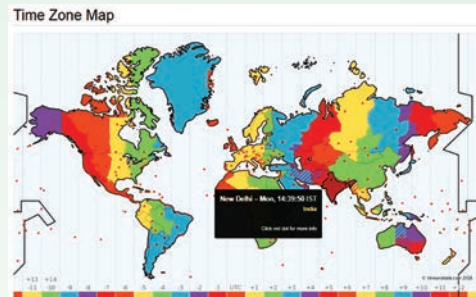 Time Zone Map
New Delhi – Mon, 14:39:50 IST
India
Click red dot for more info
+13 +14
-11 -10 -9 -8 -7 -6 -5 -4 -3 -2 -1 UTC +1 +2 +3 +4 +5 +6 +7 +8 +9 +10 +11 +12